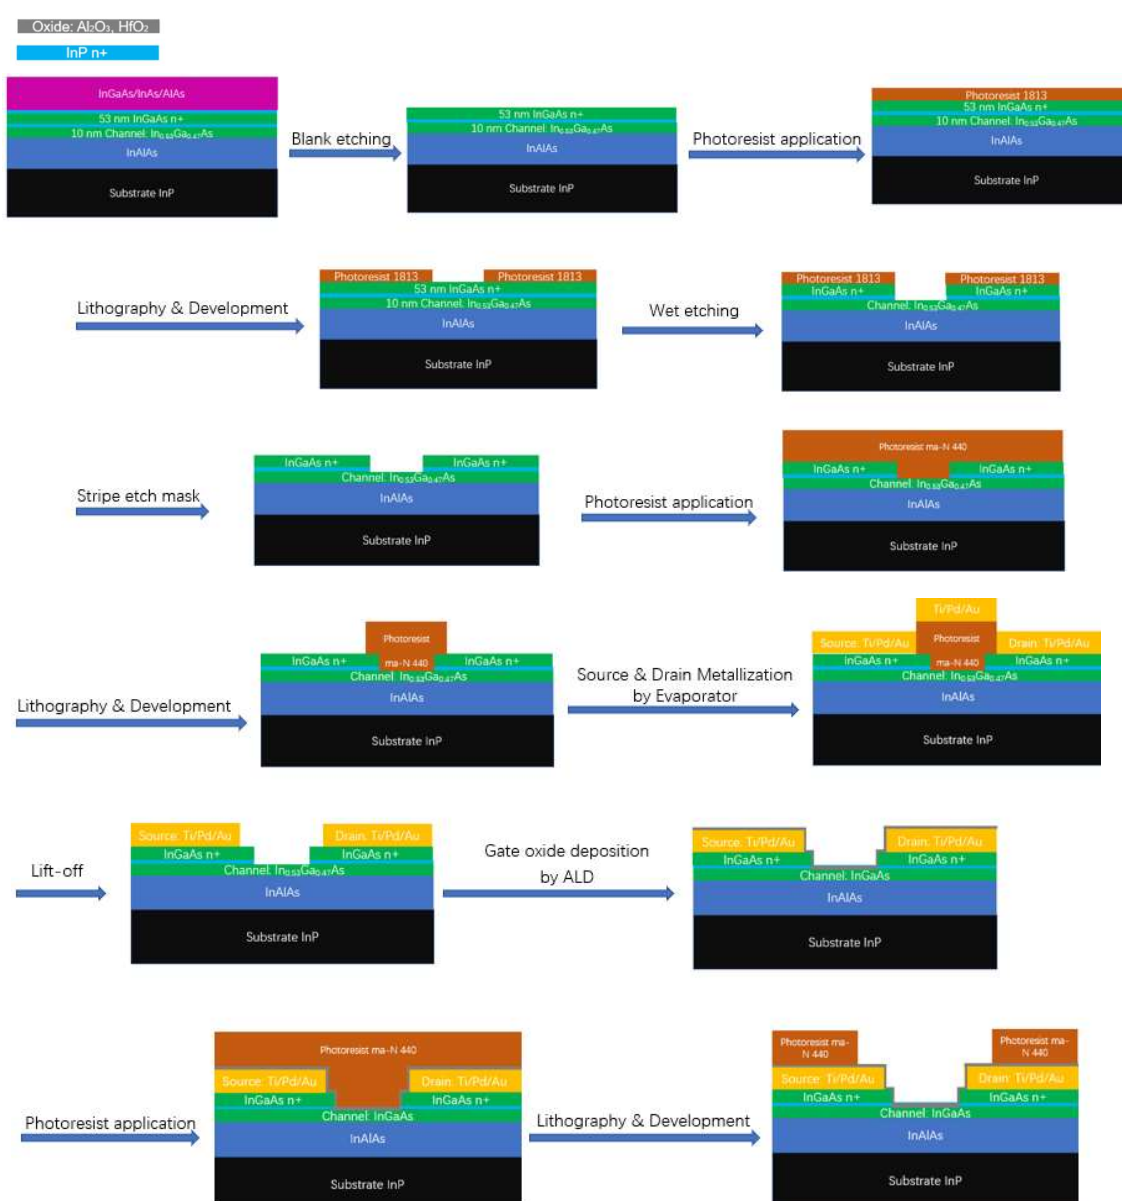 Oxide: Al₂O₃, HfO₂
InP n+
InGaAs/InAs/AlAs
53 nm InGaAs n+
10 nm Channel: In₀.₅₃Ga₀.₄₇As
InAlAs
Substrate InP
Blank etching
53 nm InGaAs n+
10 nm Channel: In₀.₅₃Ga₀.₄₇As
InAlAs
Substrate InP
Photoresist application
Photoresist 1813
53 nm InGaAs n+
10 nm Channel: In₀.₅₃Ga₀.₄₇As
InAlAs
Substrate InP
Lithography & Development
Photoresist 1813 Photoresist 1813
53 nm InGaAs n+
10 nm Channel: In₀.₅₃Ga₀.₄₇As
InAlAs
Substrate InP
Wet etching
Photoresist 1813 Photoresist 1813
InGaAs n+ InGaAs n+
Channel: In₀.₅₃Ga₀.₄₇As
InAlAs
Substrate InP
Stripe etch mask
InGaAs n+ InGaAs n+
Channel: In₀.₅₃Ga₀.₄₇As
InAlAs
Substrate InP
Photoresist application
Photoresist ma-N 440
InGaAs n+ InGaAs n+
Channel: In₀.₅₃Ga₀.₄₇As
InAlAs
Substrate InP
Lithography & Development
Photoresist
InGaAs n+ ma-N 440 InGaAs n+
Channel: In₀.₅₃Ga₀.₄₇As
InAlAs
Substrate InP
Source & Drain Metallization
by Evaporator
Ti/Pd/Au
Source: Ti/Pd/Au Photoresist Drain: Ti/Pd/Au
InGaAs n+ ma-N 440 InGaAs n+
Channel: In₀.₅₃Ga₀.₄₇As
InAlAs
Substrate InP
Lift-off
Source: Ti/Pd/Au Drain: Ti/Pd/Au
InGaAs n+ InGaAs n+
Channel: In₀.₅₃Ga₀.₄₇As
InAlAs
Substrate InP
Gate oxide deposition
by ALD
Source: Ti/Pd/Au Drain: Ti/Pd/Au
InGaAs n+ InGaAs n+
Channel: InGaAs
InAlAs
Substrate InP
Photoresist application
Photoresist ma-N 440
Source: Ti/Pd/Au Drain: Ti/Pd/Au
InGaAs n+ InGaAs n+
Channel: InGaAs
InAlAs
Substrate InP
Lithography & Development
Photoresist ma- Photoresist ma-
N 440 N 440
Source: Ti/Pd/Au Drain: Ti/Pd/Au
InGaAs n+ InGaAs n+
Channel: InGaAs
InAlAs
Substrate InP